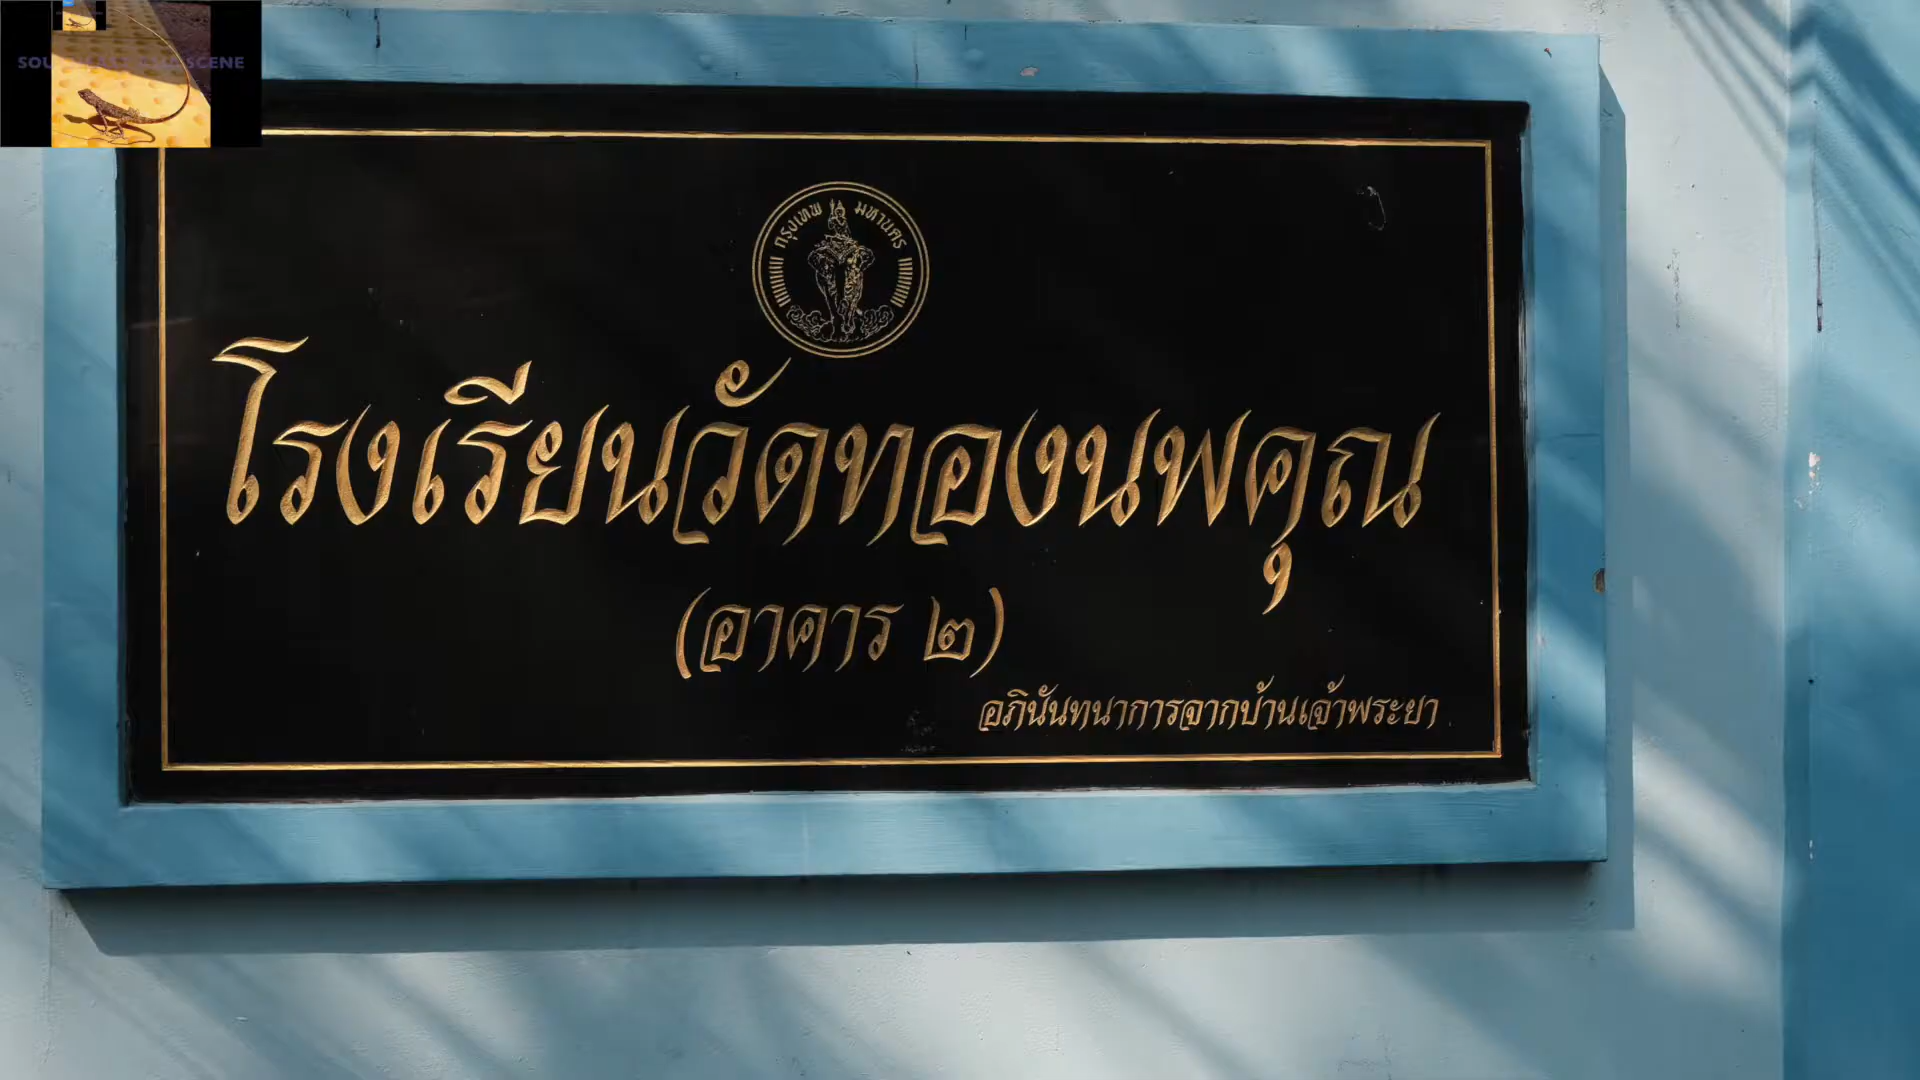 กรุงเทพ มหานคร
โรงเรียนวัดทองนพคุณ
(อาคาร ๒)
อภินันทนาการจากบ้านเจ้าพระยา
SCENE